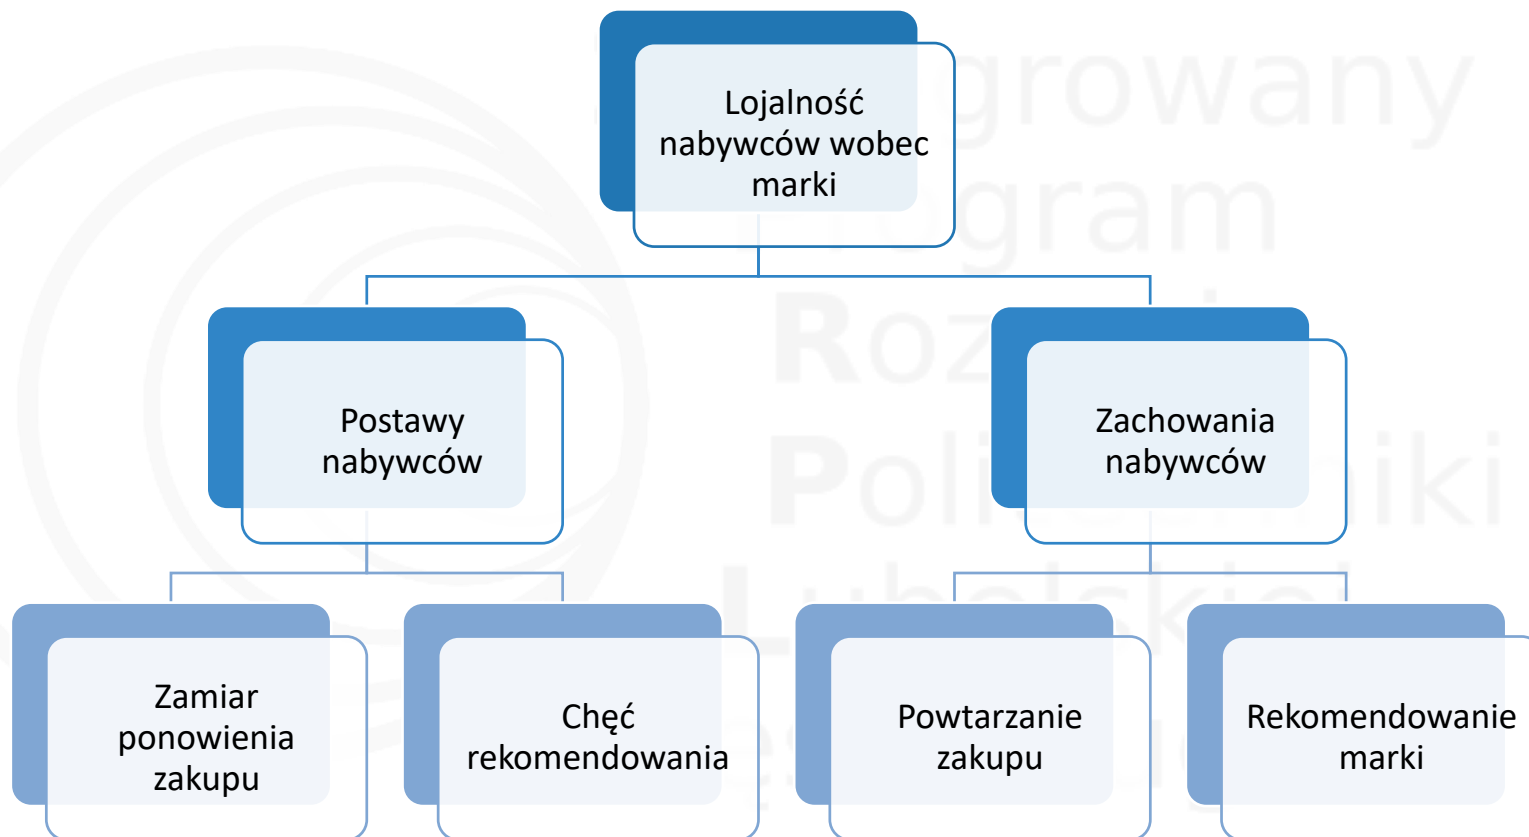 Lojalność
nabywców wobec
marki
Postawy
nabywców
Zachowania
nabywców
Zamiar
ponowienia
zakupu
Chęć
rekomendowania
Powtarzanie
zakupu
Rekomendowanie
marki